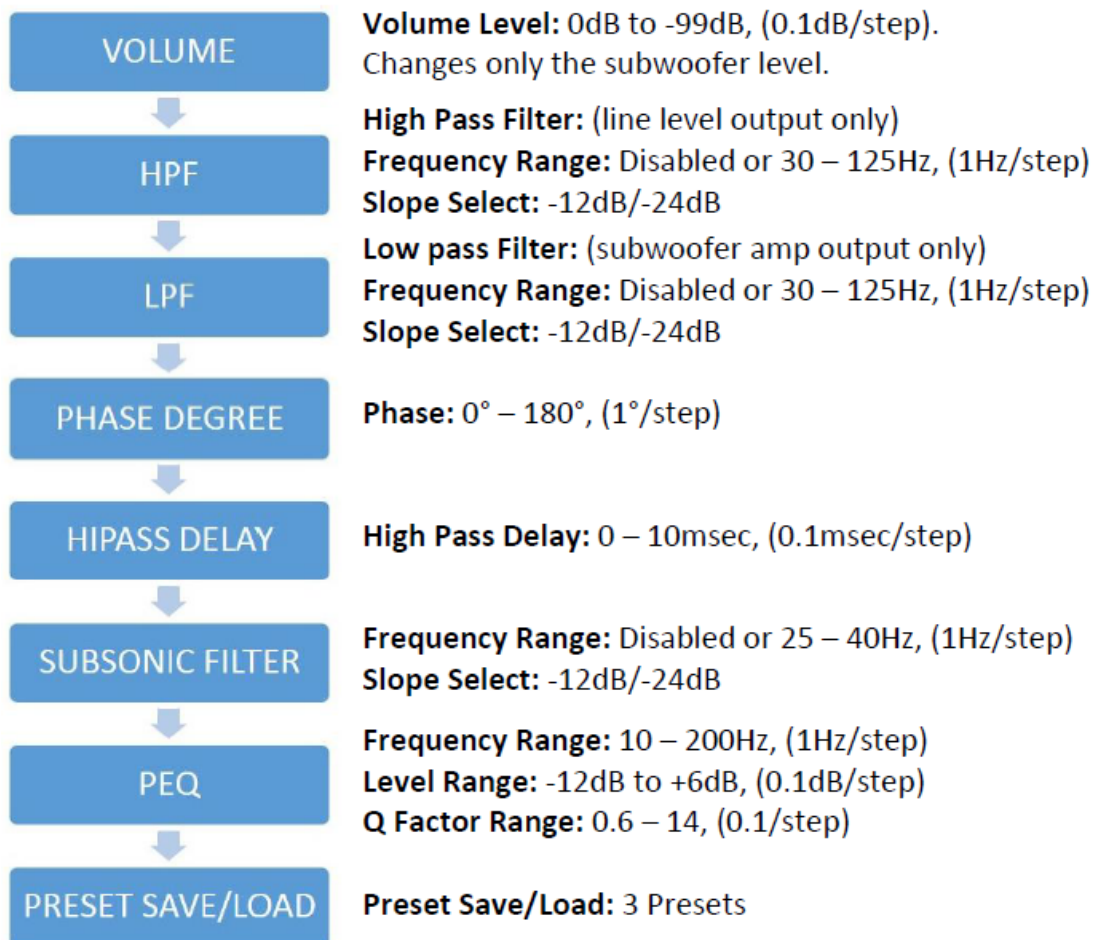 VOLUME
Volume Level: 0dB to -99dB, (0.1dB/step).
Changes only the subwoofer level.
HPF
High Pass Filter: (line level output only)
Frequency Range: Disabled or 30 – 125Hz, (1Hz/step)
Slope Select: -12dB/-24dB
LPF
Low pass Filter: (subwoofer amp output only)
Frequency Range: Disabled or 30 – 125Hz, (1Hz/step)
Slope Select: -12dB/-24dB
PHASE DEGREE
Phase: 0° – 180°, (1°/step)
HIPASS DELAY
High Pass Delay: 0 – 10msec, (0.1msec/step)
SUBSONIC FILTER
Frequency Range: Disabled or 25 – 40Hz, (1Hz/step)
Slope Select: -12dB/-24dB
PEQ
Frequency Range: 10 – 200Hz, (1Hz/step)
Level Range: -12dB to +6dB, (0.1dB/step)
Q Factor Range: 0.6 – 14, (0.1/step)
PRESET SAVE/LOAD
Preset Save/Load: 3 Presets